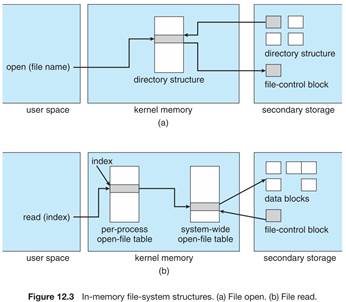 open (file name)
directory structure
directory structure
file-control block
user space
kernel memory
secondary storage
(a)
index
read (index)
per-process
open-file table
system-wide
open-file table
data blocks
file-control block
user space
kernel memory
secondary storage
(b)
Figure 12.3 In-memory file-system structures. (a) File open. (b) File read.